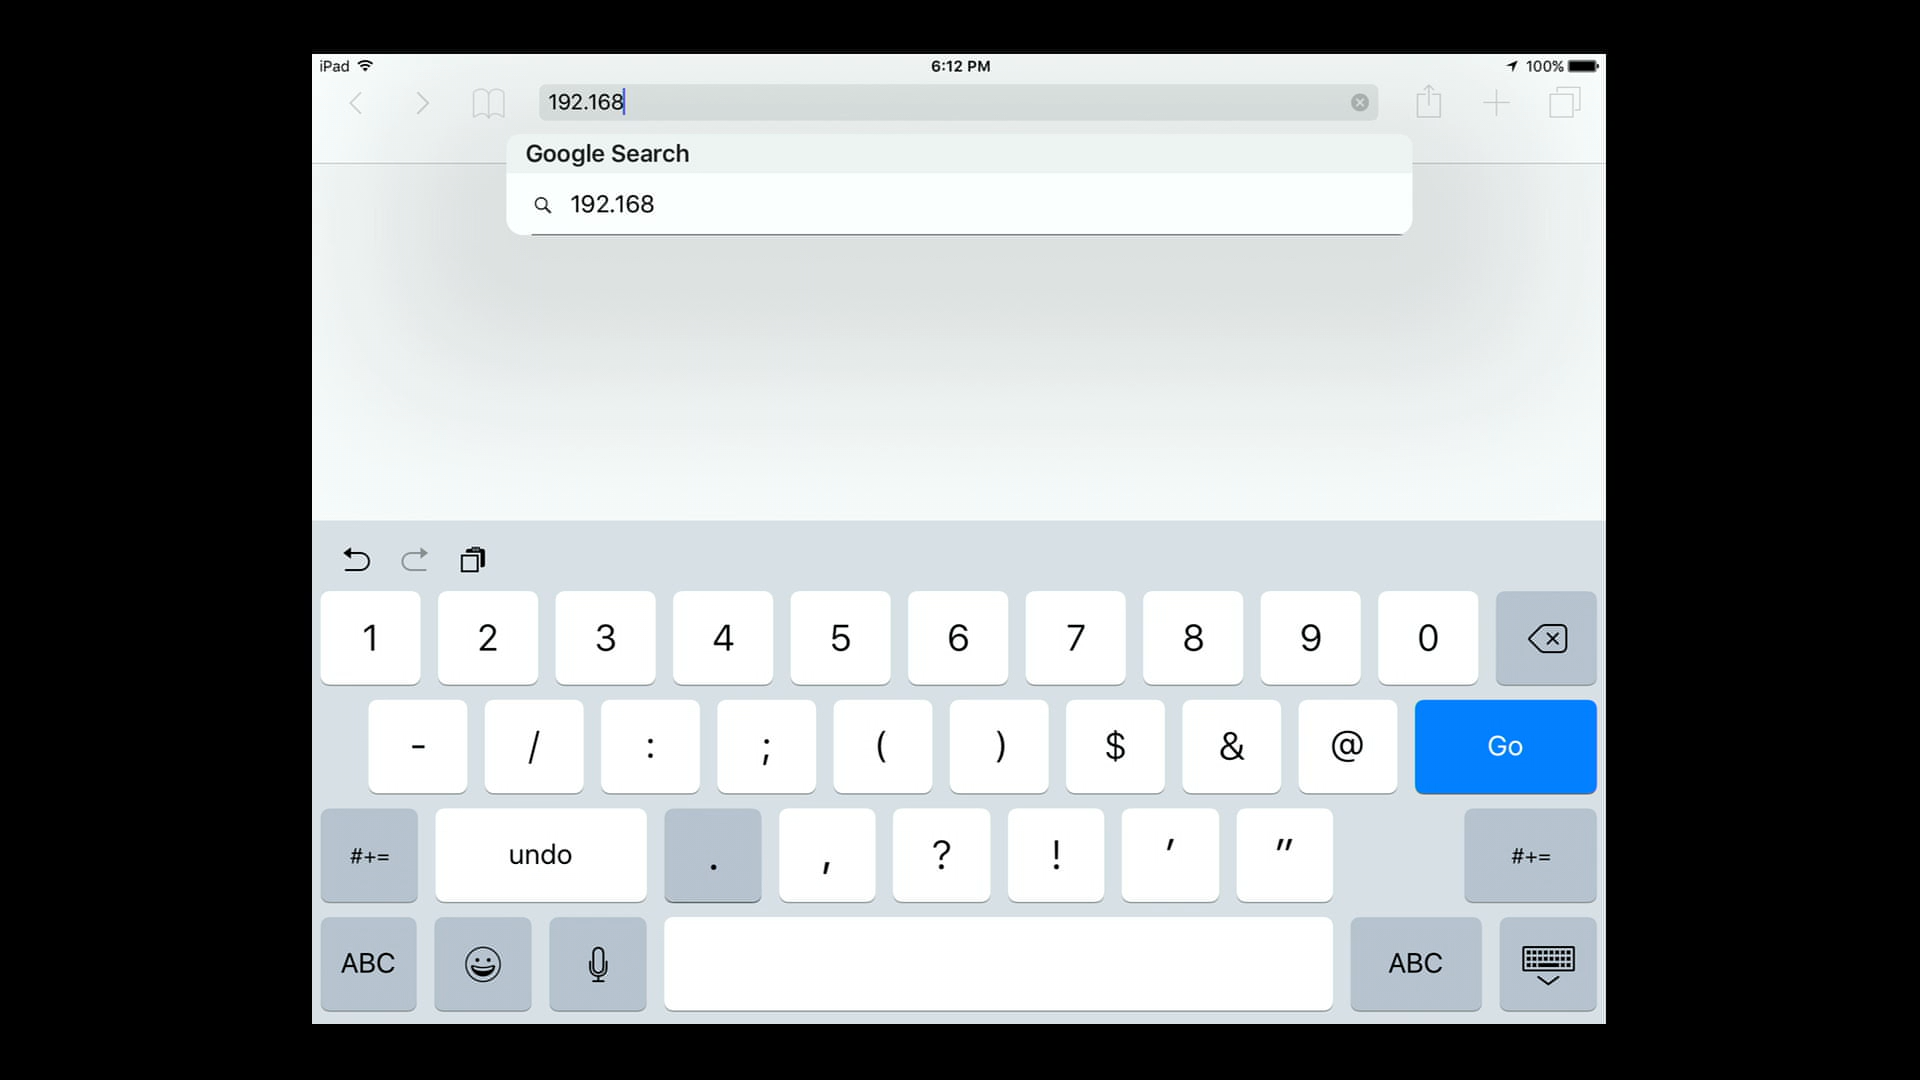 iPad 6:12 PM 100%
192.168
Google Search
192.168
1 2 3 4 5 6 7 8 9 0
- / : ; ( ) $ & @ Go
#+= undo . , ? ! ' " #+=
ABC ABC